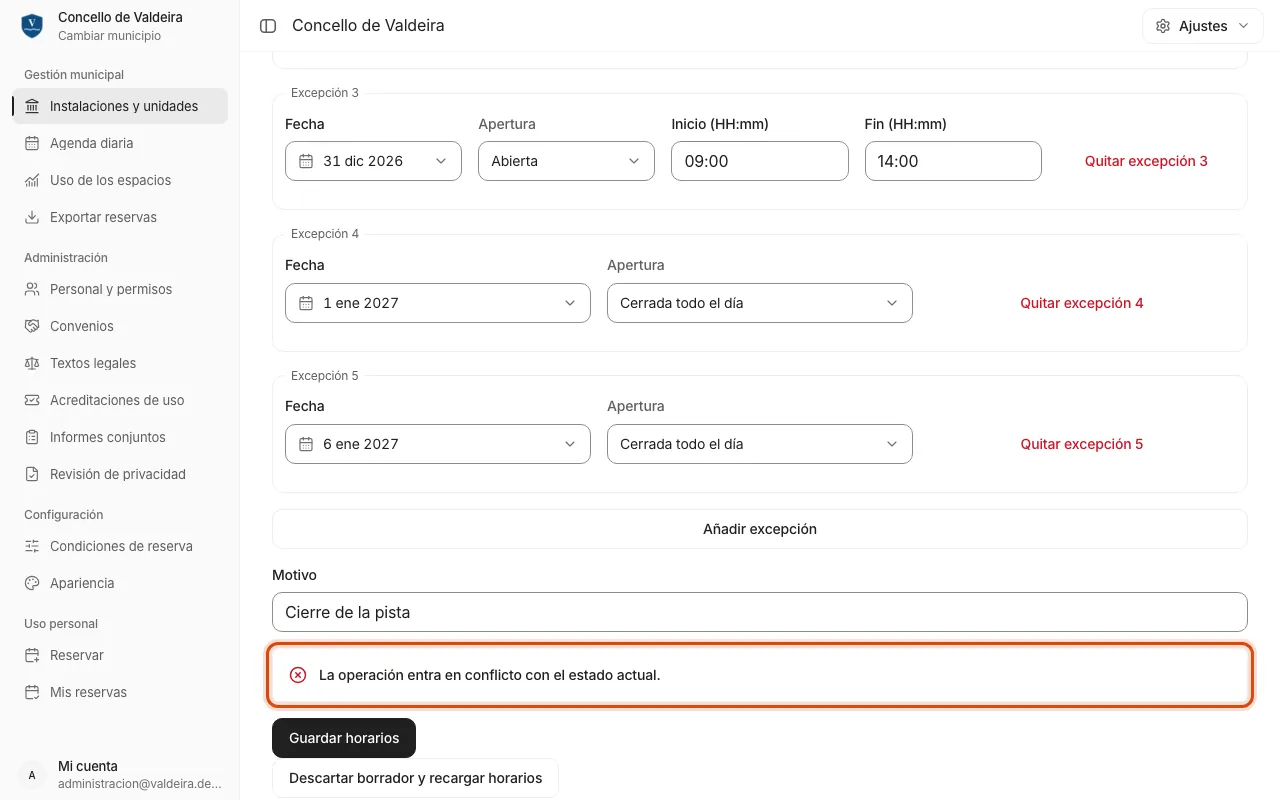 V
Concello de Valdeira
Cambiar municipio
Gestión municipal
Instalaciones y unidades
Agenda diaria
Uso de los espacios
Exportar reservas
Administración
Personal y permisos
Convenios
Textos legales
Acreditaciones de uso
Informes conjuntos
Revisión de privacidad
Configuración
Condiciones de reserva
Apariencia
Uso personal
Reservar
Mis reservas
A
Mi cuenta
administracion@valdeira.de...
Concello de Valdeira
Ajustes
Excepción 3
Fecha
Apertura
Inicio (HH:mm)
Fin (HH:mm)
31 dic 2026
Abierta
09:00
14:00
Quitar excepción 3
Excepción 4
Fecha
Apertura
1 ene 2027
Cerrada todo el día
Quitar excepción 4
Excepción 5
Fecha
Apertura
6 ene 2027
Cerrada todo el día
Quitar excepción 5
Añadir excepción
Motivo
Cierre de la pista
La operación entra en conflicto con el estado actual.
Guardar horarios
Descartar borrador y recargar horarios